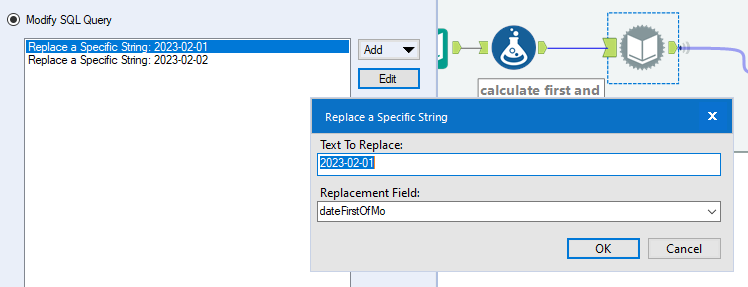 Modify SQL Query
Replace a Specific String: 2023-02-01
Replace a Specific String: 2023-02-02
Add
Edit
calculate first and
Replace a Specific String
X
Text To Replace:
2023-02-01
Replacement Field:
dateFirstOfMo
OK
Cancel